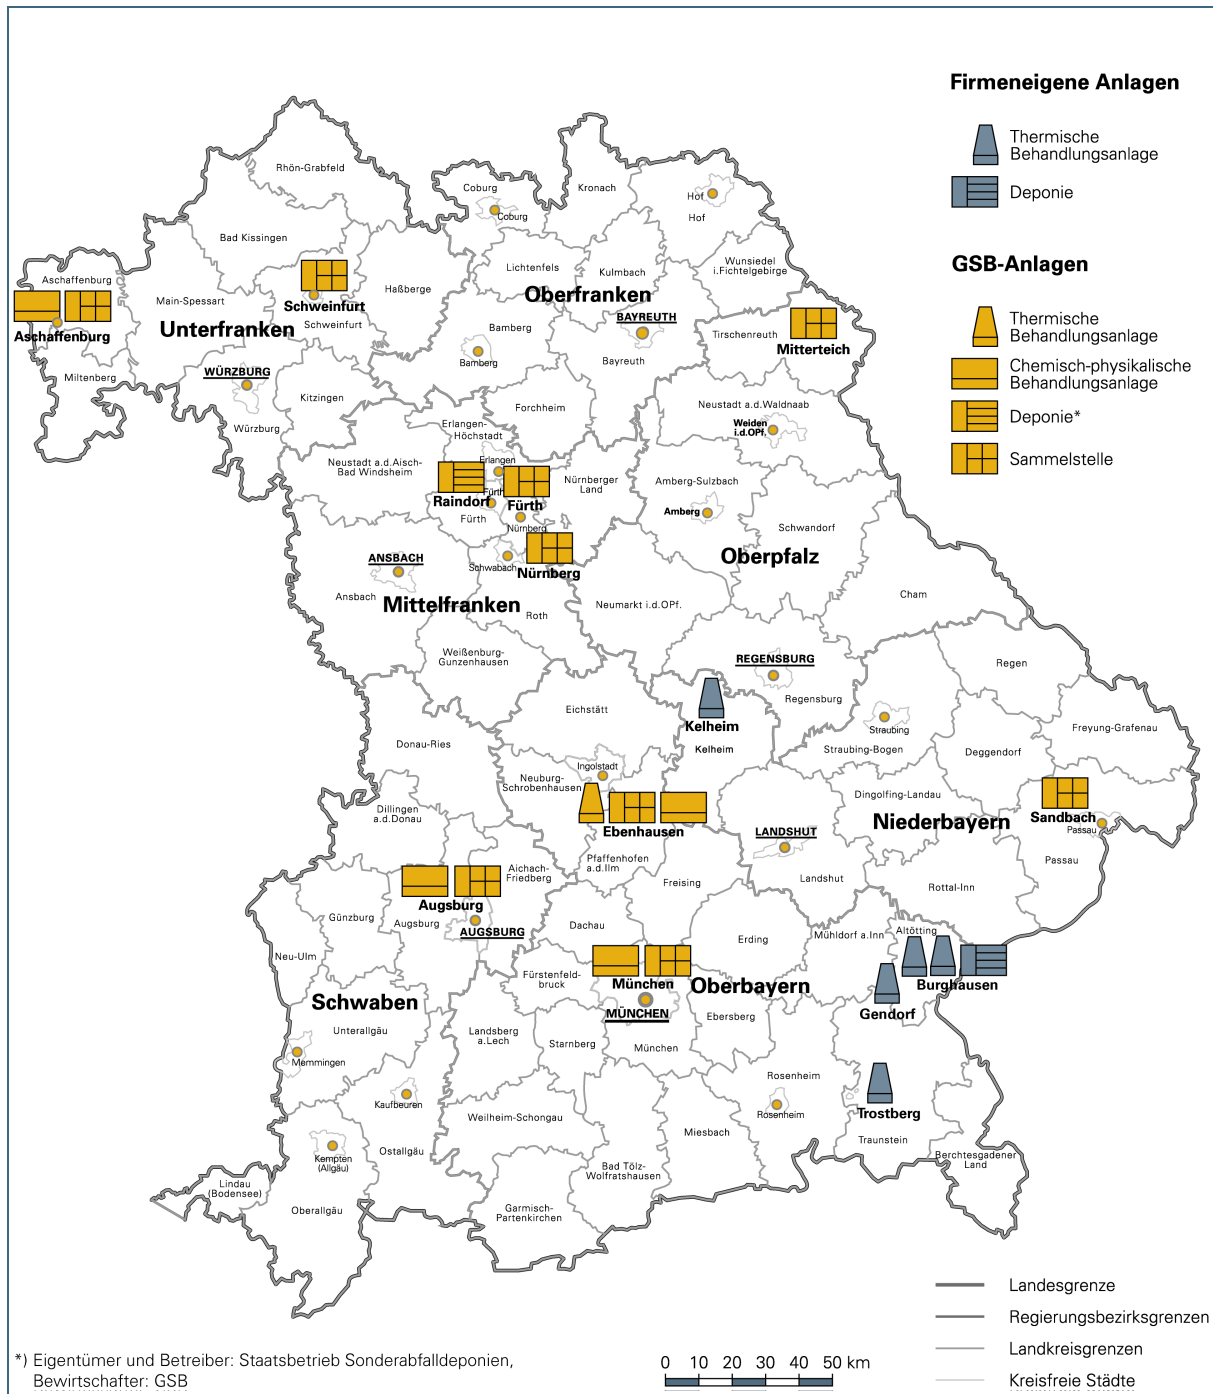 Firmeneigene Anlagen
Thermische
Behandlungsanlage
Deponie
GSB-Anlagen
Thermische
Behandlungsanlage
Chemisch-physikalische
Behandlungsanlage
Deponie*
Sammelstelle
Rhön-Grabfeld
Coburg
Coburg
Kronach
Hof
Hof
Bad Kissingen
Lichtenfels
Kulmbach
Wunsiedel
i.Fichtelgebirge
Aschaffenburg
Aschaffenburg
Main-Spessart
Schweinfurt
Schweinfurt
Haßberge
Oberfranken
Unterfranken
BAYREUTH
Bayreuth
Bamberg
Bamberg
Tirschenreuth
Mitterteich
Miltenberg
WÜRZBURG
Würzburg
Kitzingen
Forchheim
Neustadt a.d.Waldnaab
Weiden
i.d.OPf.
Erlangen-
Höchstadt
Neustadt a.d.Aisch-
Bad Windsheim
Erlangen
Raindorf
Fürth
Fürth
Fürth
Nürnberg
Nürnberger
Land
Amberg-Sulzbach
Amberg
Schwandorf
Oberpfalz
ANSBACH
Ansbach
Schwabach
Nürnberg
Mittelfranken
Roth
Neumarkt i.d.OPf.
Cham
Weißenburg-
Gunzenhausen
REGENSBURG
Regensburg
Regen
Eichstätt
Kelheim
Kelheim
Straubing
Straubing-Bogen
Freyung-Grafenau
Deggendorf
Donau-Ries
Ingolstadt
Neuburg-
Schrobenhausen
Dingolfing-Landau
Dillingen
a.d.Donau
Ebenhausen
Niederbayern
Sandbach
Passau
Passau
LANDSHUT
Landshut
Pfaffenhofen
a.d.Ilm
Freising
Rottal-Inn
Aichach-
Friedberg
Augsburg
Augsburg
AUGSBURG
Günzburg
Dachau
Erding
Mühldorf a.Inn
Altötting
Neu-Ulm
Fürstenfeld-
bruck
München
MÜNCHEN
München
Oberbayern
Burghausen
Gendorf
Schwaben
Ebersberg
Unterallgäu
Landsberg
a.Lech
Starnberg
Memmingen
Kaufbeuren
Rosenheim
Rosenheim
Trostberg
Traunstein
Weilheim-Schongau
Miesbach
Kempten
(Allgäu)
Ostallgäu
Bad Tölz-
Wolfratshausen
Berchtesgadener
Land
Lindau
(Bodensee)
Oberallgäu
Garmisch-
Partenkirchen
Landesgrenze
Regierungsbezirksgrenzen
Landkreisgrenzen
Kreisfreie Städte
*) Eigentümer und Betreiber: Staatsbetrieb Sonderabfalldeponien,
Bewirtschafter: GSB
0 10 20 30 40 50 km